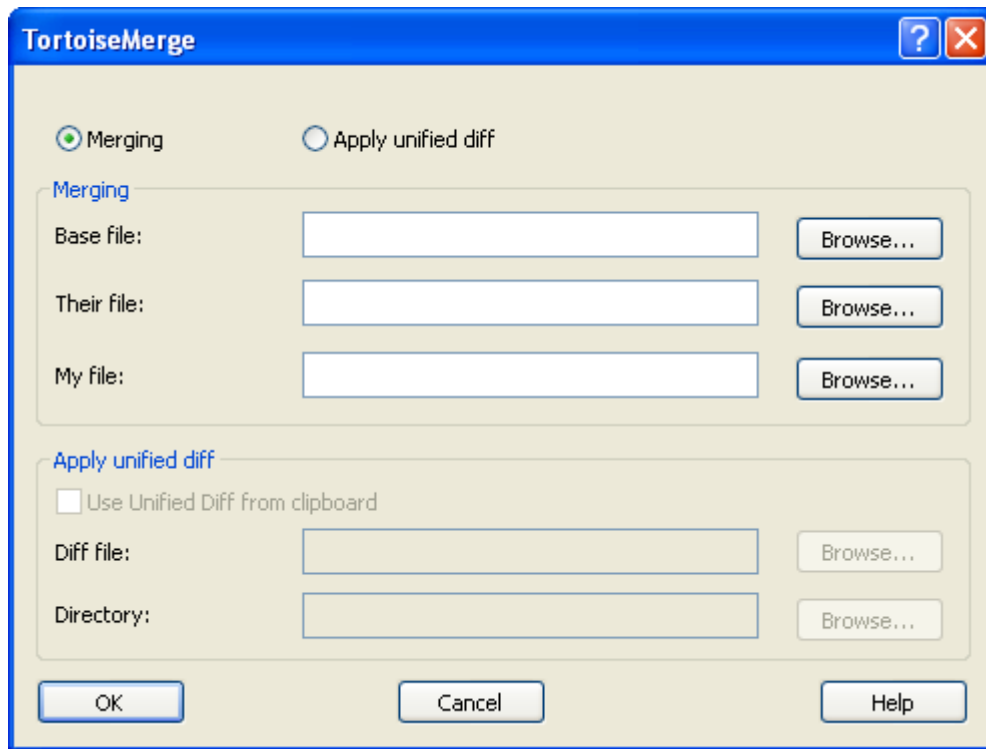 TortoiseMerge
Merging Apply unified diff
Merging
Base file: Browse...
Their file: Browse...
My file: Browse...
Apply unified diff
Use Unified Diff from clipboard
Diff file: Browse...
Directory: Browse...
OK Cancel Help